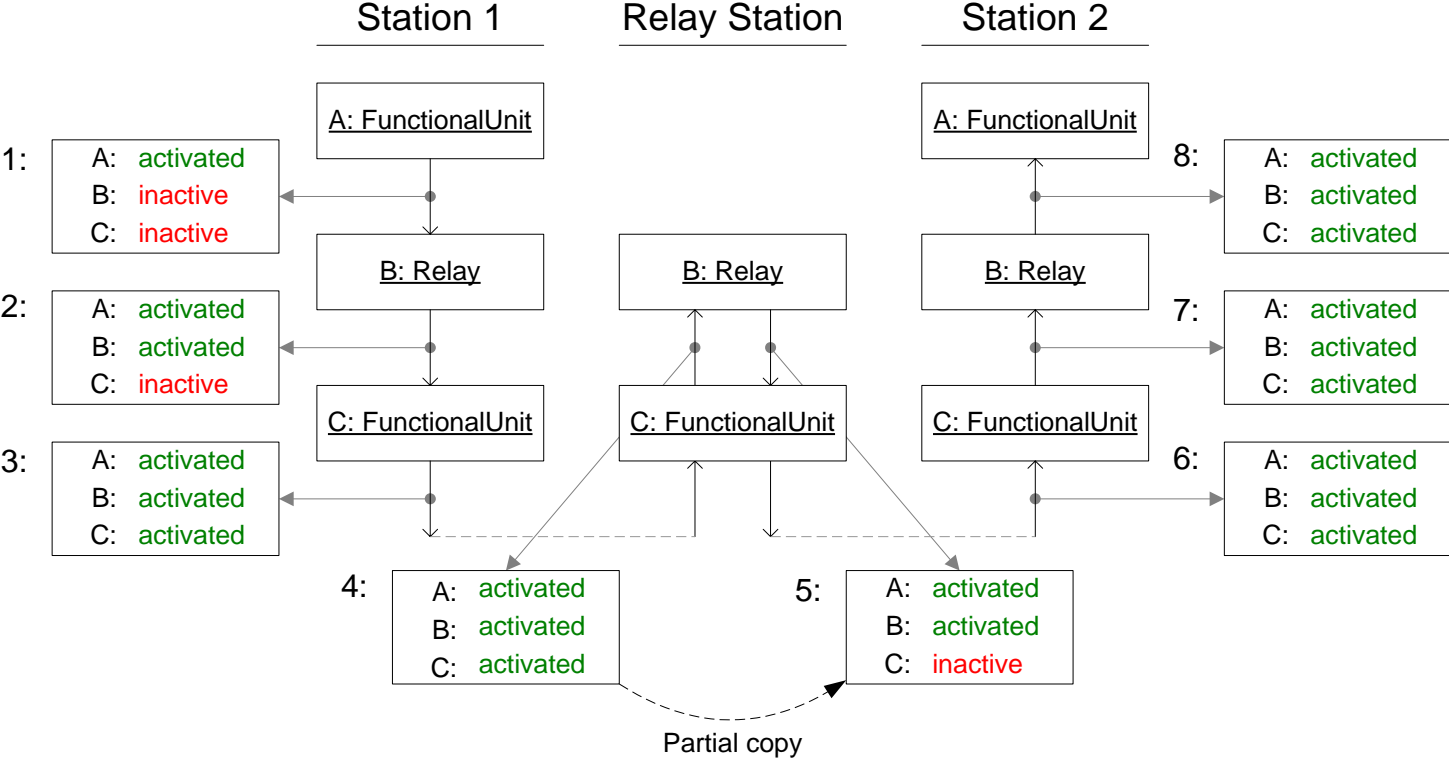 Station 1
Relay Station
Station 2
A: FunctionalUnit
A: FunctionalUnit
1:
A: activated
B: inactive
C: inactive
8:
A: activated
B: activated
C: activated
B: Relay
B: Relay
B: Relay
2:
A: activated
B: activated
C: inactive
7:
A: activated
B: activated
C: activated
C: FunctionalUnit
C: FunctionalUnit
C: FunctionalUnit
3:
A: activated
B: activated
C: activated
6:
A: activated
B: activated
C: activated
4:
A: activated
B: activated
C: activated
5:
A: activated
B: activated
C: inactive
Partial copy